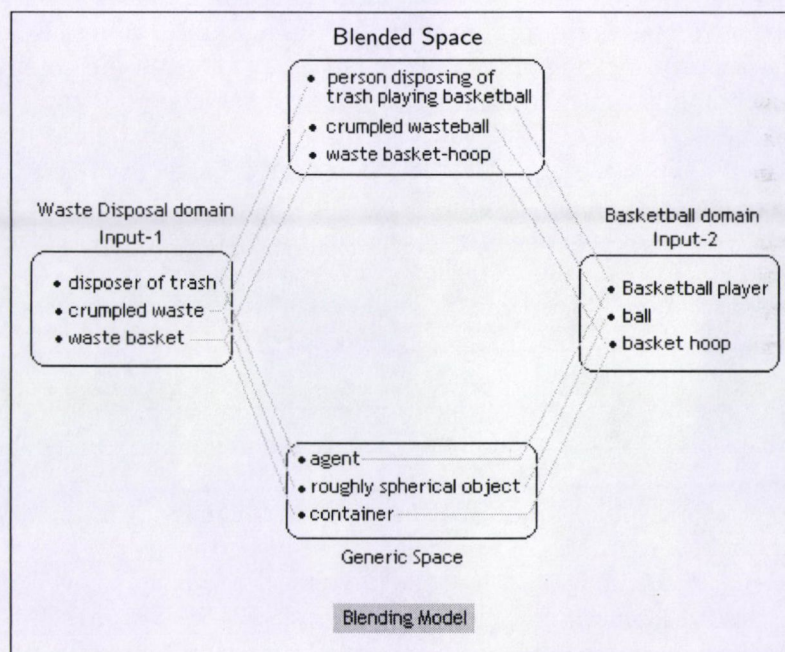 Blended Space
• person disposing of
trash playing basketball
• crumpled wasteball
• waste basket-hoop
Waste Disposal domain
Input-1
• disposer of trash
• crumpled waste
• waste basket
Basketball domain
Input-2
• Basketball player
• ball
• basket hoop
• agent
• roughly spherical object
• container
Generic Space
Blending Model